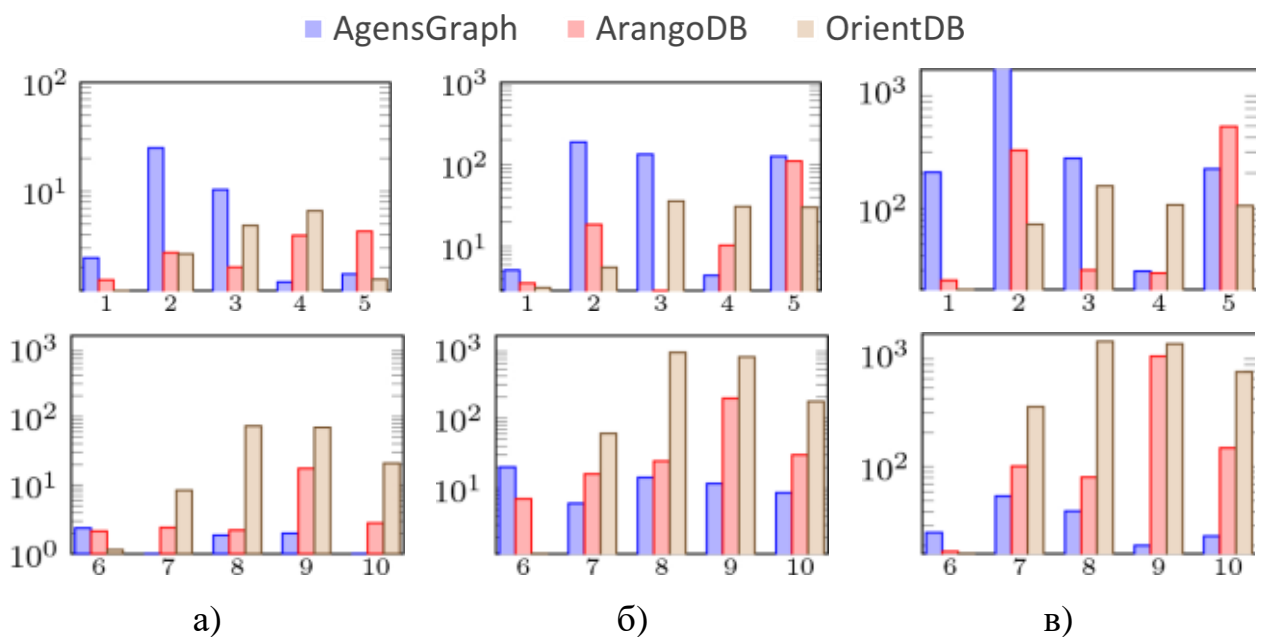 AgensGraph ArangoDB OrientDB
10² 10³ 10³
10¹ 10² 10²
10¹
1 2 3 4 5 1 2 3 4 5 1 2 3 4 5
10³ 10³ 10³
10² 10² 10²
10¹ 10¹
10⁰
6 7 8 9 10 6 7 8 9 10 6 7 8 9 10
а) б) в)